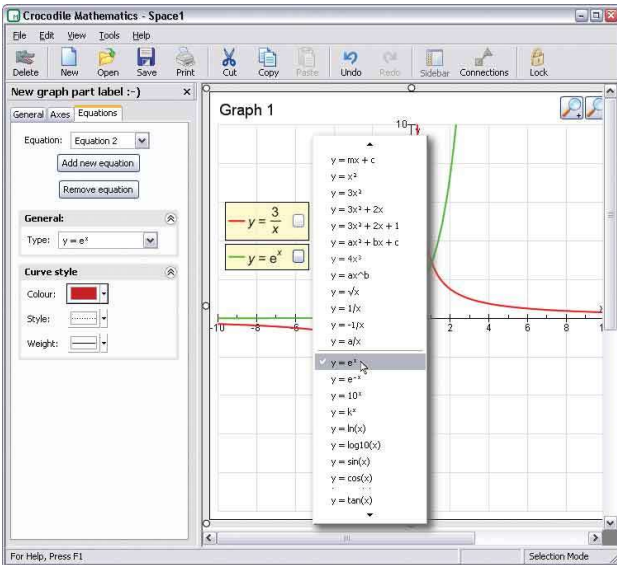 Crocodile Mathematics - Space1
File Edit View Tools Help
Delete New Open Save Print Cut Copy Paste Undo Redo Sidebar Connections Lock
New graph part label :-)
General Axes Equations
Equation: Equation 2
Add new equation
Remove equation
General:
Type: y = eˣ
Curve style
Colour:
Style:
Weight:
Graph 1
10
y = 3/x
y = eˣ
-10 -8 -6 2 4 6 8 1
y = mx + c
y = x²
y = 3x²
y = 3x² + 2x
y = 3x² + 2x + 1
y = ax² + bx + c
y = 4x³
y = ax^b
y = √x
y = 1/x
y = -1/x
y = a/x
y = eˣ
y = e⁻ˣ
y = 10ˣ
y = kˣ
y = ln(x)
y = log10(x)
y = sin(x)
y = cos(x)
y = tan(x)
For Help, Press F1
Selection Mode